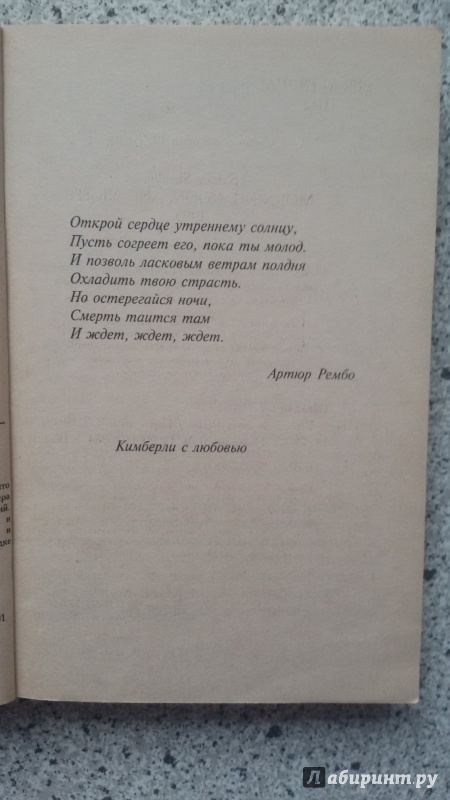 Открой сердце утреннему солнцу,
Пусть согреет его, пока ты молод.
И позволь ласковым ветрам полдня
Охладить твою страсть.
Но остерегайся ночи,
Смерть таится там
И ждет, ждет, ждет.
Артюр Рембо
Кимберли с любовью
Лабиринт.ру